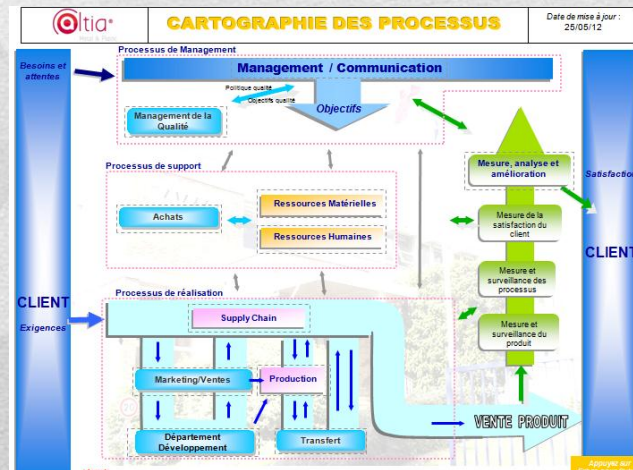 altia
CARTOGRAPHIE DES PROCESSUS
Date de mise à jour :
25/05/12
Processus de Management
Besoins et
attentes
Management / Communication
Politique qualité
Objectifs qualité
Objectifs
Management de la
Qualité
Processus de support
Mesure, analyse et
amélioration
Satisfaction
Achats
Ressources Matérielles
Ressources Humaines
Mesure de la
satisfaction du
client
CLIENT
Mesure et
surveillance des
processus
Processus de réalisation
CLIENT
Exigences
Supply Chain
Mesure et
surveillance du
produit
Marketing/Ventes
Production
Département
Développement
Transfert
VENTE PRODUIT
Appuyez sur